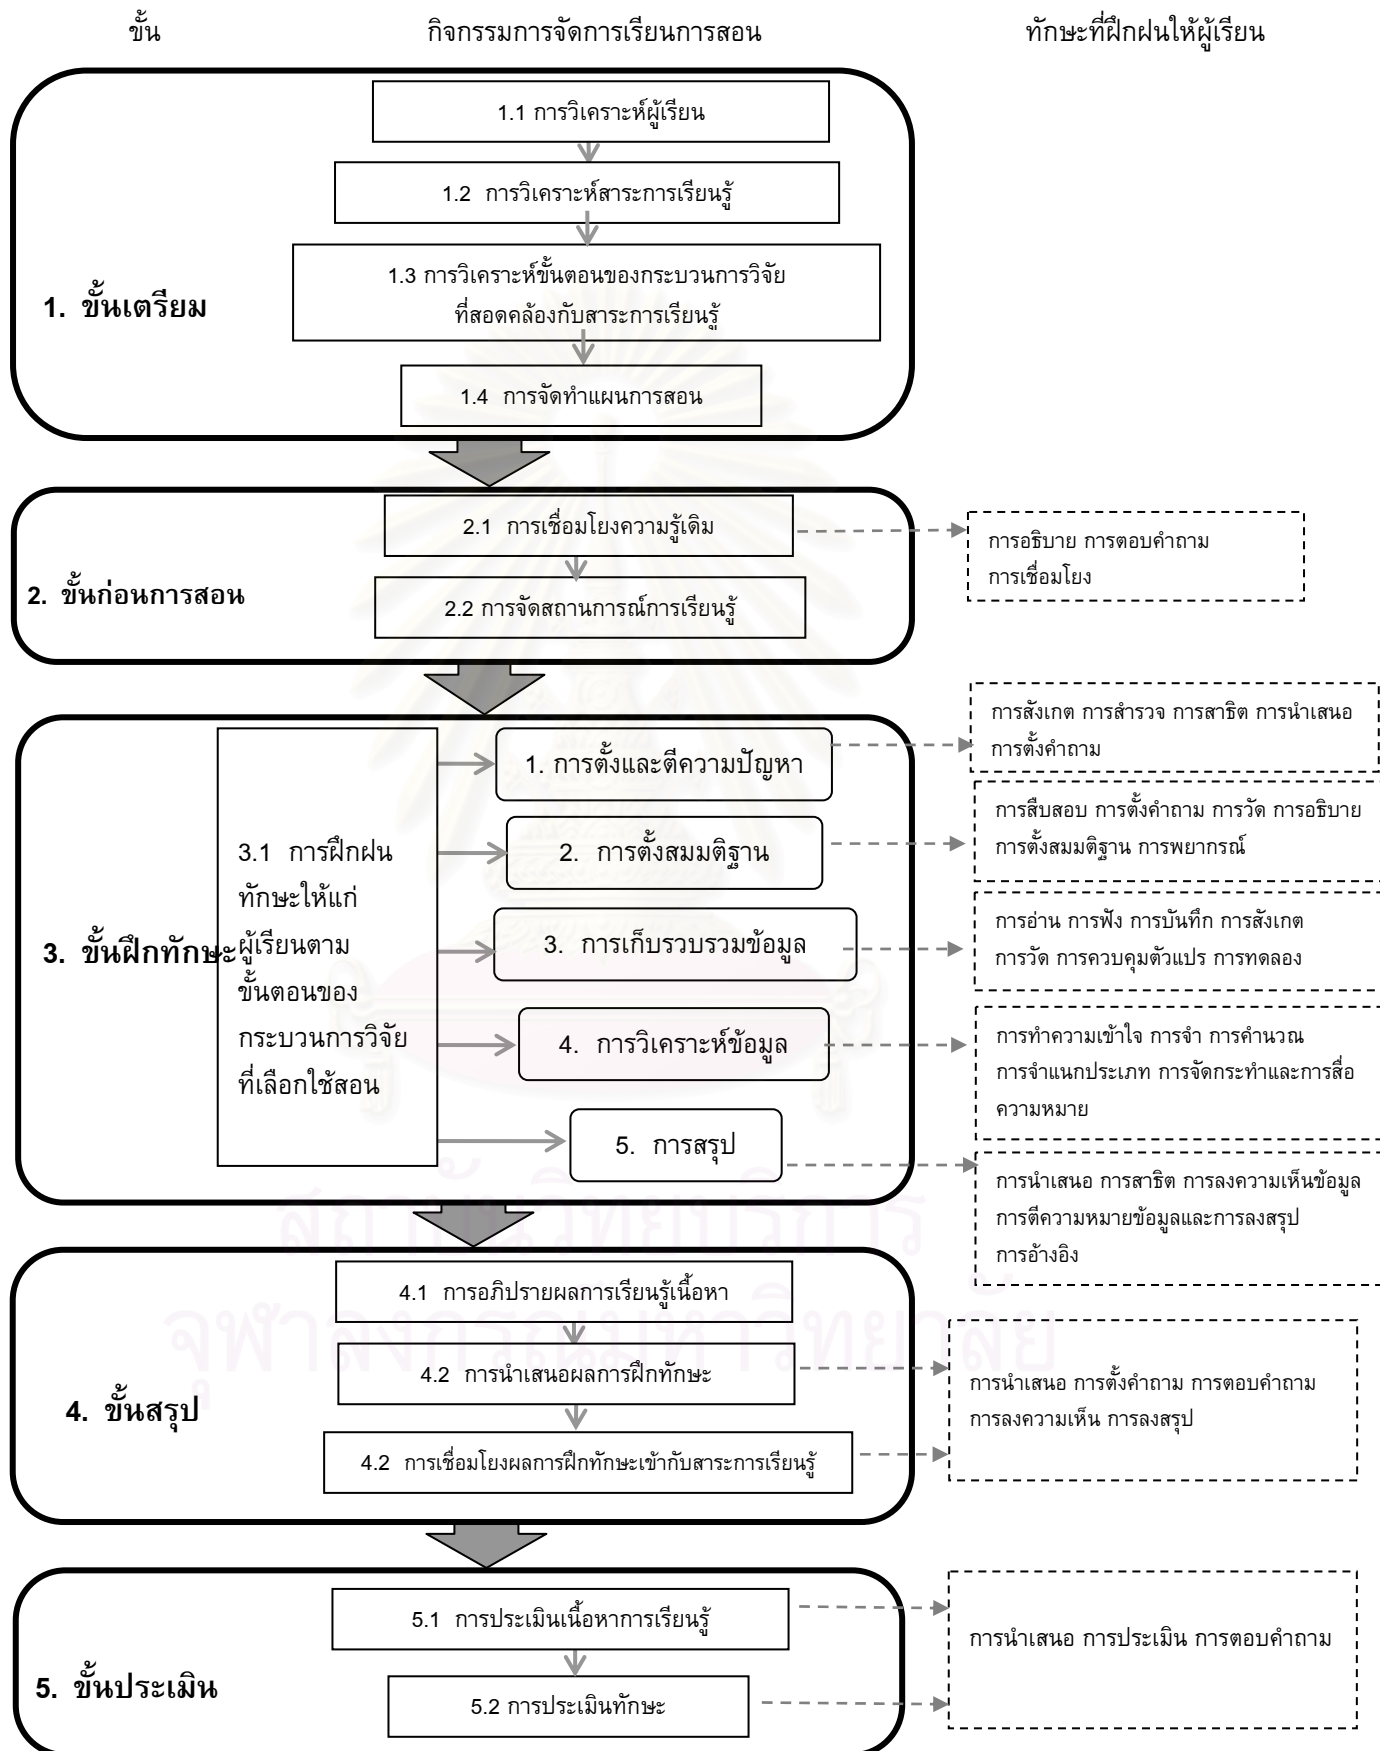 ขั้น
กิจกรรมการจัดการเรียนการสอน
ทักษะที่ฝึกฝนให้ผู้เรียน
1. ขั้นเตรียม
1.1 การวิเคราะห์ผู้เรียน
1.2 การวิเคราะห์สาระการเรียนรู้
1.3 การวิเคราะห์ขั้นตอนของกระบวนการวิจัย
ที่สอดคล้องกับสาระการเรียนรู้
1.4 การจัดทำแผนการสอน
2. ขั้นก่อนการสอน
2.1 การเชื่อมโยงความรู้เดิม
2.2 การจัดสถานการณ์การเรียนรู้
การอธิบาย การตอบคำถาม
การเชื่อมโยง
3. ขั้นฝึกทักษะ
3.1 การฝึกฝน
ทักษะให้แก่
ผู้เรียนตาม
ขั้นตอนของ
กระบวนการวิจัย
ที่เลือกใช้สอน
1. การตั้งและตีความปัญหา
การสังเกต การสำรวจ การสาธิต การนำเสนอ
การตั้งคำถาม
2. การตั้งสมมติฐาน
การสืบสอบ การตั้งคำถาม การวัด การอธิบาย
การตั้งสมมติฐาน การพยากรณ์
3. การเก็บรวบรวมข้อมูล
การอ่าน การฟัง การบันทึก การสังเกต
การวัด การควบคุมตัวแปร การทดลอง
4. การวิเคราะห์ข้อมูล
การทำความเข้าใจ การจำ การคำนวณ
การจำแนกประเภท การจัดกระทำและการสื่อ
ความหมาย
5. การสรุป
การนำเสนอ การสาธิต การลงความเห็นข้อมูล
การตีความหมายข้อมูลและการลงสรุป
การอ้างอิง
4. ขั้นสรุป
4.1 การอภิปรายผลการเรียนรู้เนื้อหา
4.2 การนำเสนอผลการฝึกทักษะ
4.2 การเชื่อมโยงผลการฝึกทักษะเข้ากับสาระการเรียนรู้
การนำเสนอ การตั้งคำถาม การตอบคำถาม
การลงความเห็น การลงสรุป
5. ขั้นประเมิน
5.1 การประเมินเนื้อหาการเรียนรู้
5.2 การประเมินทักษะ
การนำเสนอ การประเมิน การตอบคำถาม
สถาบันวิทยบริการ
จุฬาลงกรณ์มหาวิทยาลัย